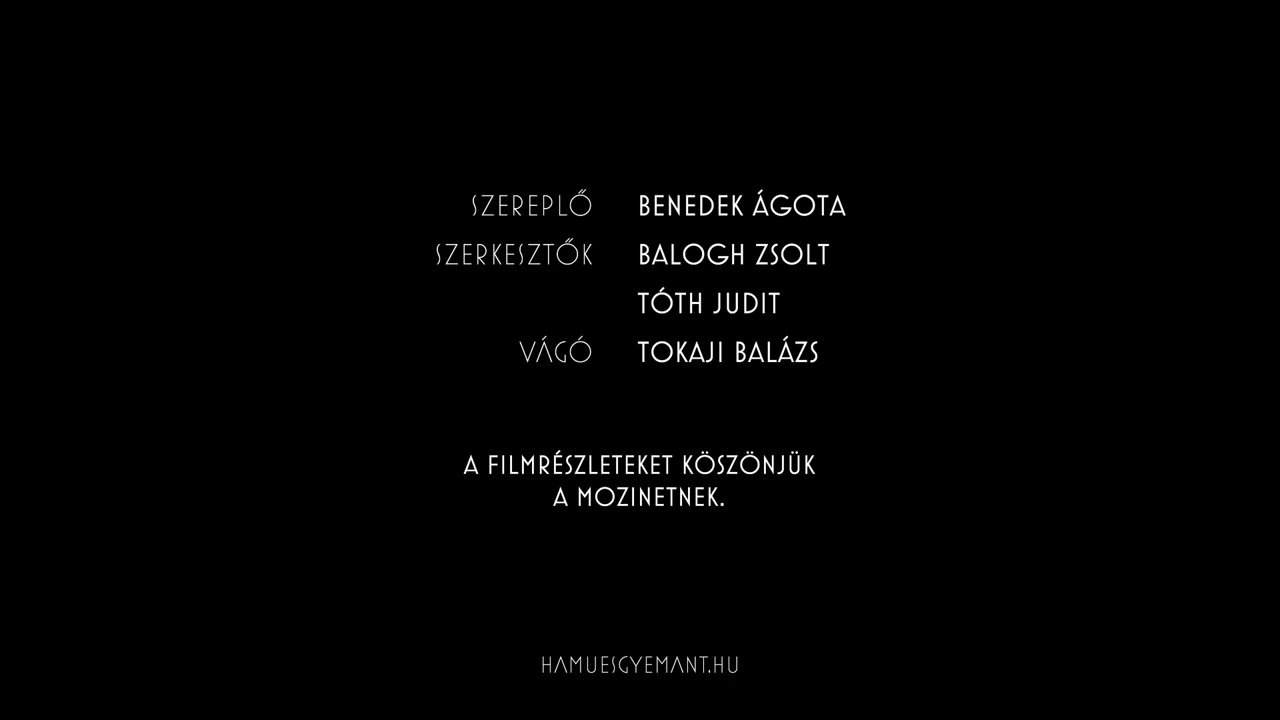 SZEREPLŐ BENEDEK ÁGOTA
SZERKESZTŐK BALOGH ZSOLT
TÓTH JUDIT
VÁGÓ TOKAJI BALÁZS
A FILMRÉSZLETEKET KÖSZÖNJÜK
A MOZINETNEK.
HAMUESGYEMANT.HU